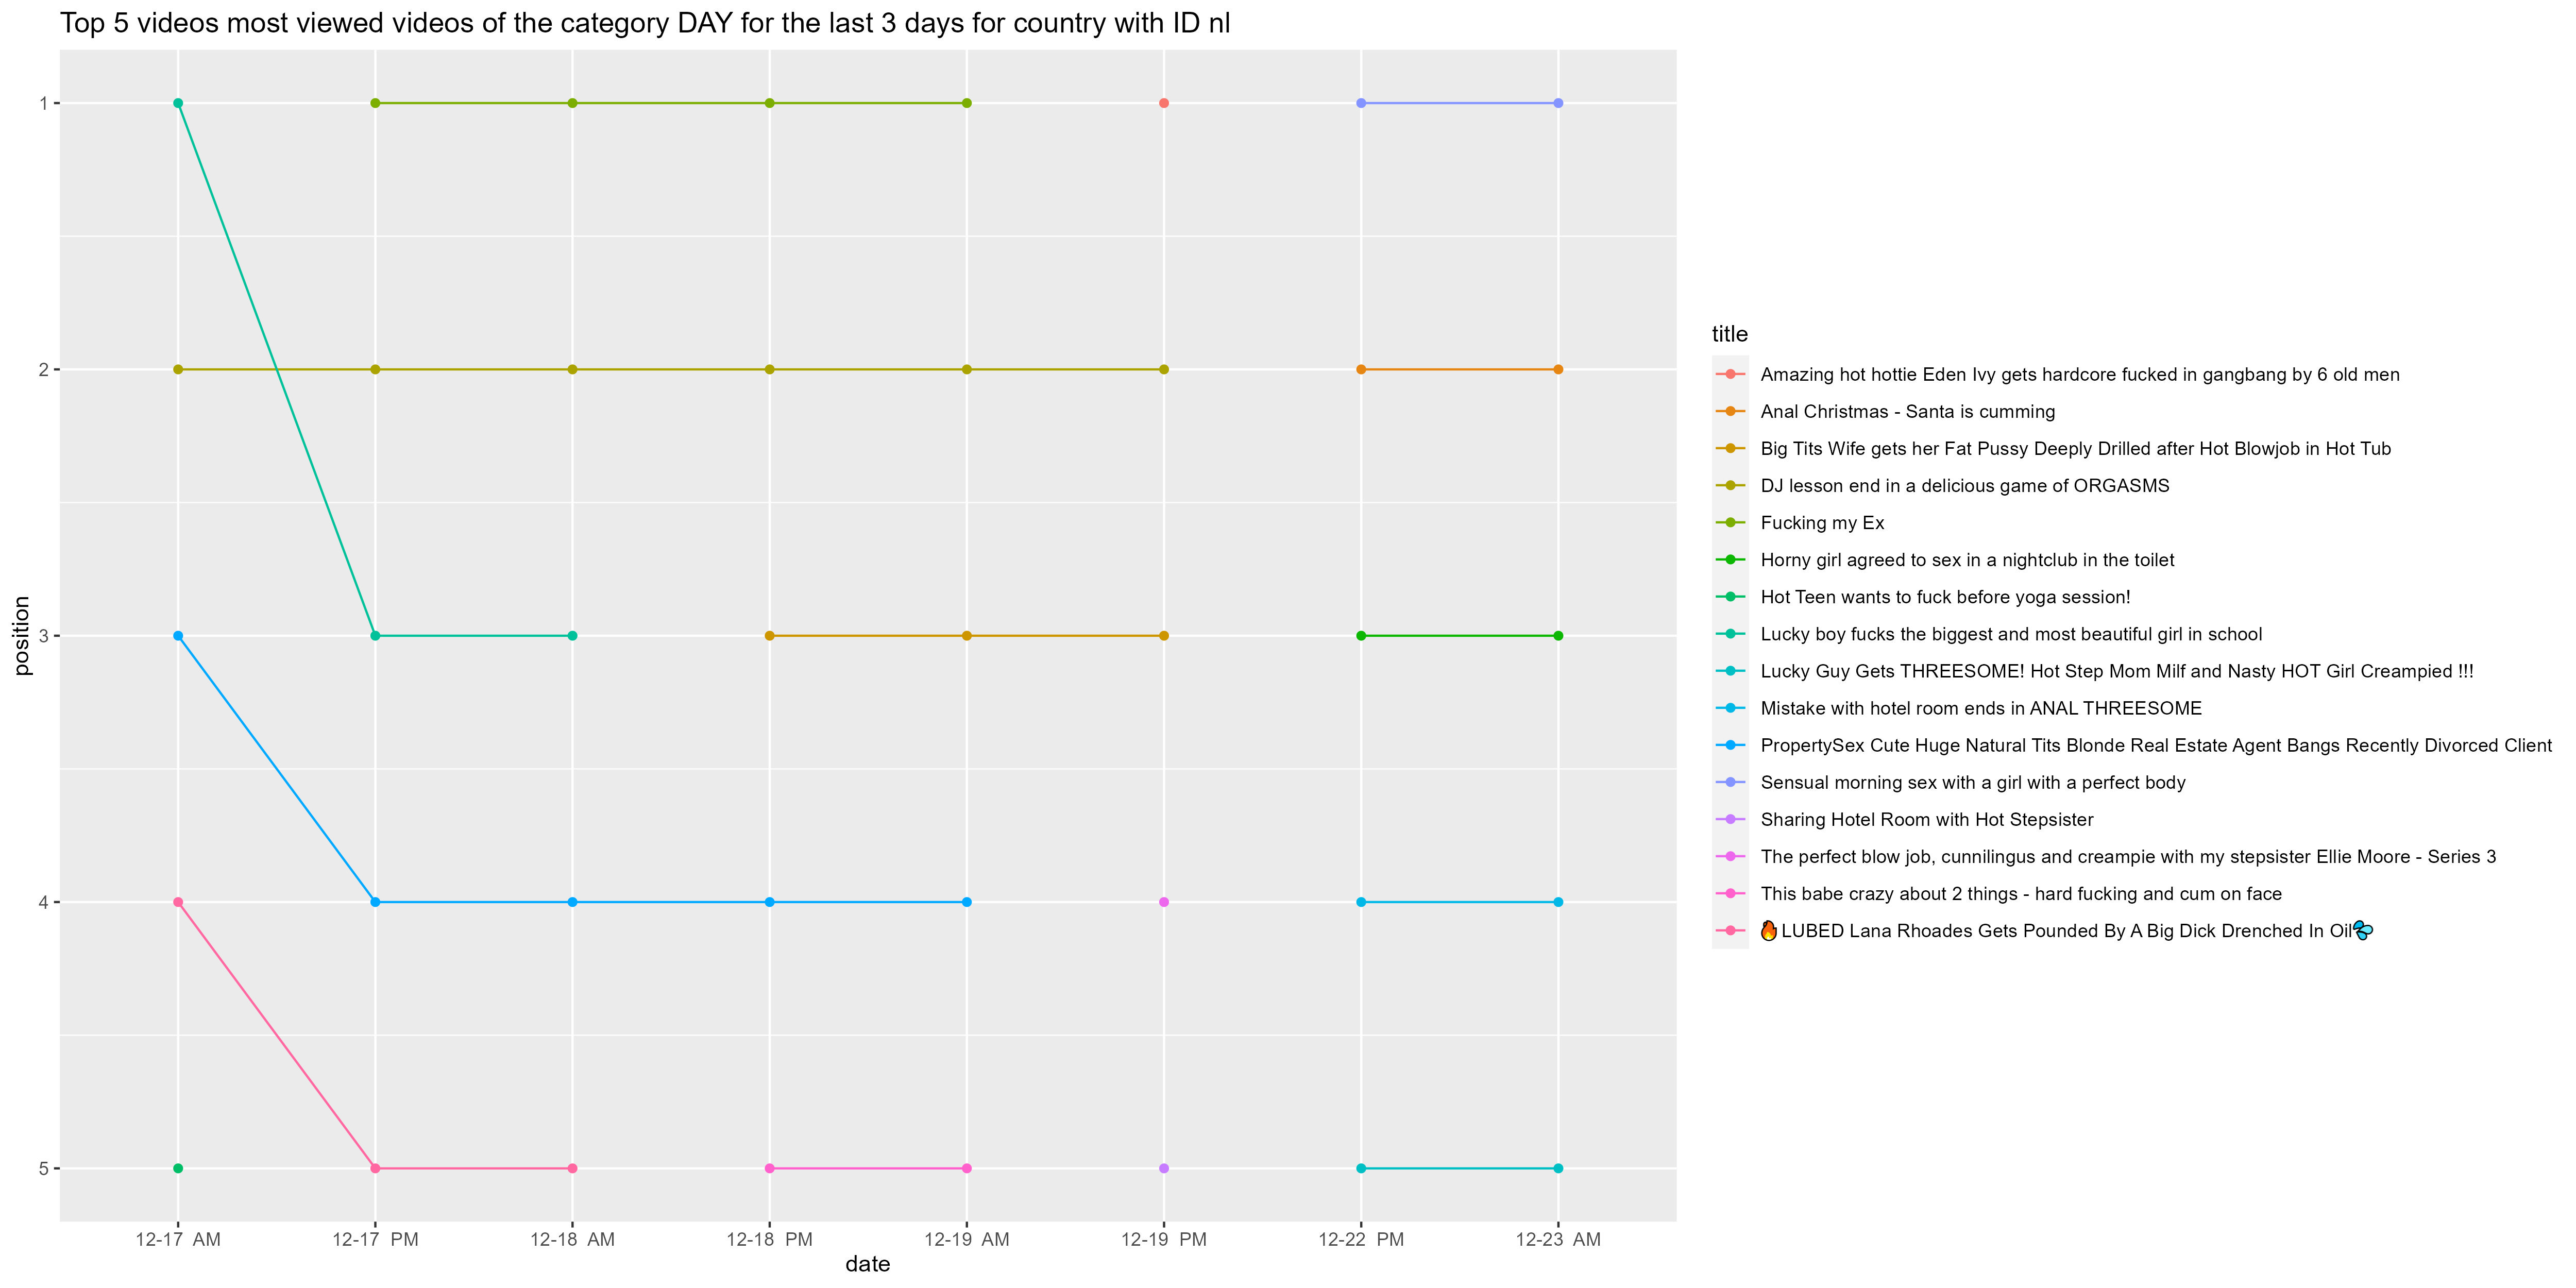 Top 5 videos most viewed videos of the category DAY for the last 3 days for country with ID nl
position
1
2
3
4
5
12-17 AM
12-17 PM
12-18 AM
12-18 PM
12-19 AM
12-19 PM
12-22 PM
12-23 AM
date
title
Amazing hot hottie Eden Ivy gets hardcore fucked in gangbang by 6 old men
Anal Christmas - Santa is cumming
Big Tits Wife gets her Fat Pussy Deeply Drilled after Hot Blowjob in Hot Tub
DJ lesson end in a delicious game of ORGASMS
Fucking my Ex
Horny girl agreed to sex in a nightclub in the toilet
Hot Teen wants to fuck before yoga session!
Lucky boy fucks the biggest and most beautiful girl in school
Lucky Guy Gets THREESOME! Hot Step Mom Milf and Nasty HOT Girl Creampied !!!
Mistake with hotel room ends in ANAL THREESOME
PropertySex Cute Huge Natural Tits Blonde Real Estate Agent Bangs Recently Divorced Client
Sensual morning sex with a girl with a perfect body
Sharing Hotel Room with Hot Stepsister
The perfect blow job, cunnilingus and creampie with my stepsister Ellie Moore - Series 3
This babe crazy about 2 things - hard fucking and cum on face
🔥LUBED Lana Rhoades Gets Pounded By A Big Dick Drenched In Oil💦